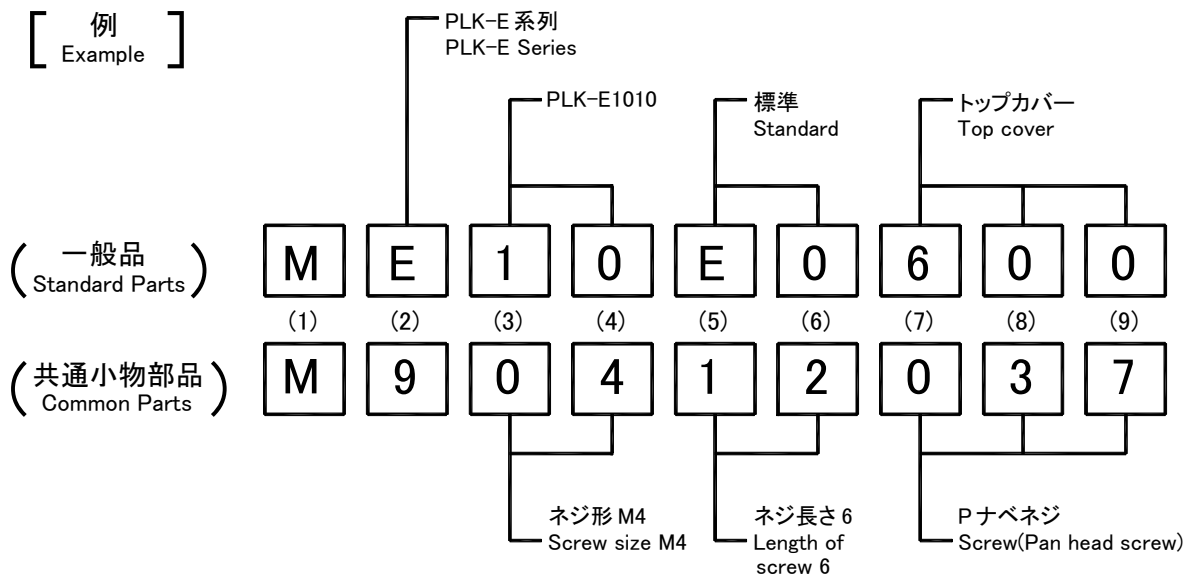 例
Example
PLK-E 系列
PLK-E Series
PLK-E1010
標準
Standard
トップカバー
Top cover
一般品
Standard Parts
M E 1 0 E 0 6 0 0
(1) (2) (3) (4) (5) (6) (7) (8) (9)
共通小物部品
Common Parts
M 9 0 4 1 2 0 3 7
ネジ形 M4
Screw size M4
ネジ長さ 6
Length of
screw 6
P ナベネジ
Screw(Pan head screw)